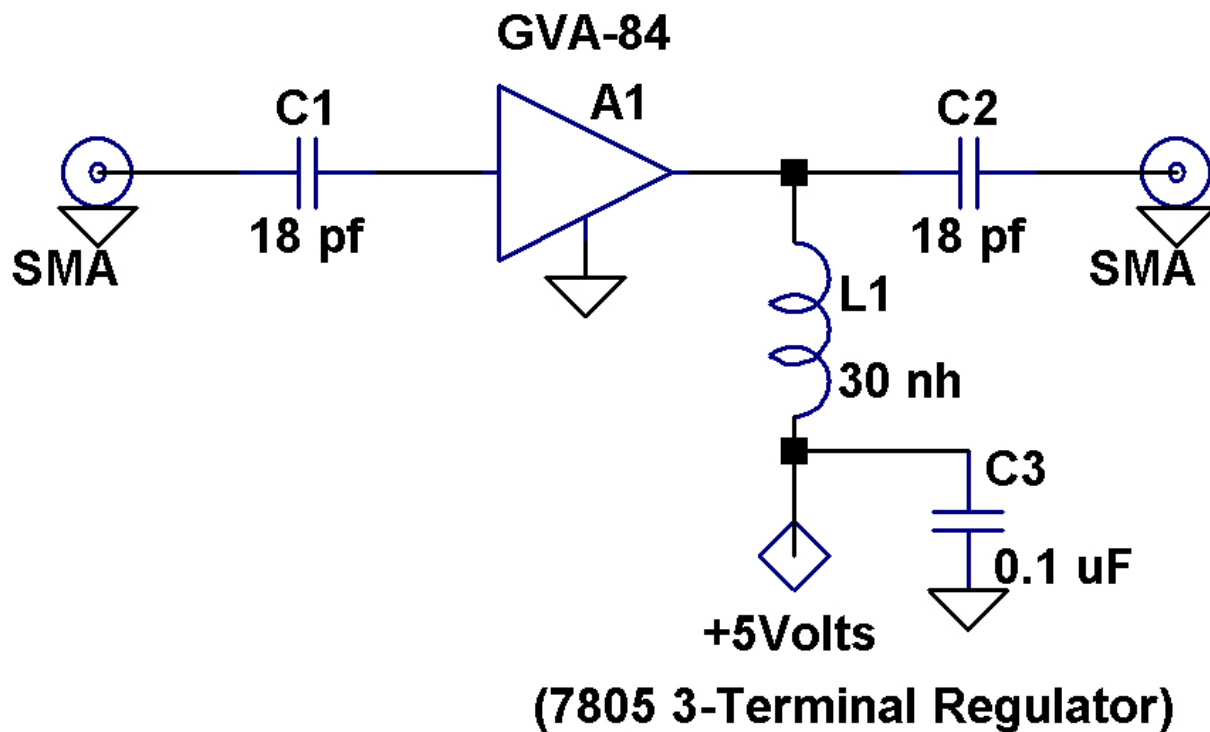 GVA-84
A1
C1
18 pf
SMA
C2
18 pf
SMA
L1
30 nh
C3
0.1 uF
+5Volts
(7805 3-Terminal Regulator)